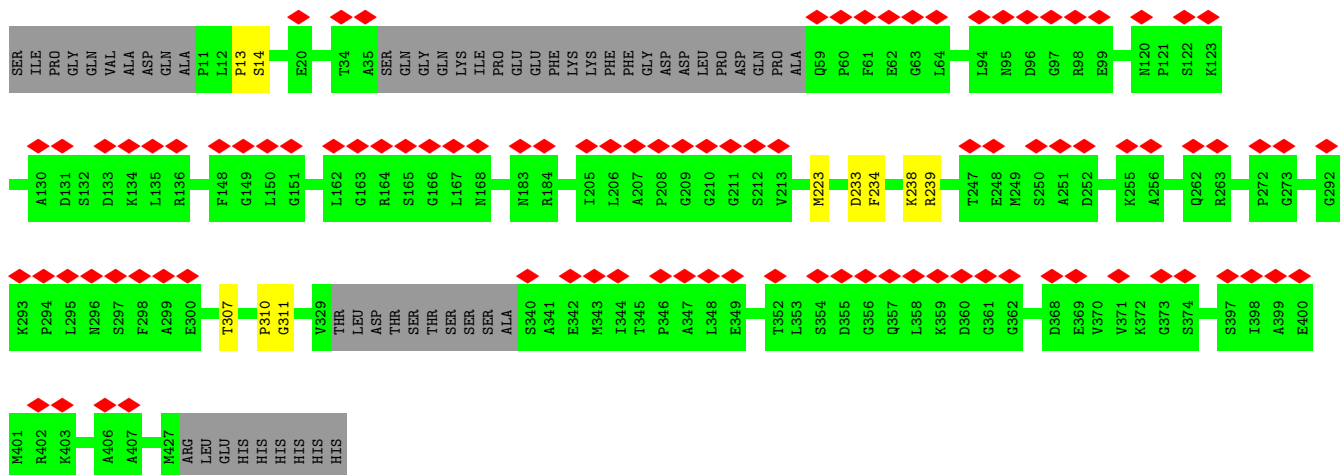 SER ILE PRO GLY GLN VAL ALA ASP GLN ALA P11 L12 P13 S14 E20 T34 A35 SER GLN GLY GLN LYS ILE PRO GLU GLU PHE LYS LYS PHE PHE GLY ASP ASP LEU PRO ASP GLN PRO ALA Q59 P60 F61 E62 G63 L64 L94 N95 D96 G97 R98 E99 N120 P121 S122 K123
A130 D131 S132 D133 K134 L135 R136 F148 G149 L150 G151 L162 G163 R164 S165 G166 L167 N168 N183 R184 I205 L206 A207 P208 G209 G210 G211 S212 V213 M223 D233 F234 K238 R239 T247 E248 M249 S250 A251 D252 K255 A256 Q262 R263 P272 G273 G292
K293 P294 L295 N296 S297 F298 A299 E300 T307 P310 G311 V329 THR LEU ASP THR SER THR SER SER SER ALA S340 A341 E342 M343 I344 T345 P346 A347 L348 E349 T352 L353 S354 D355 G356 Q357 L358 K359 D360 G361 G362 D368 E369 V370 V371 K372 G373 S374 S397 I398 A399 E400
M401 R402 K403 A406 A407 M427 ARG LEU GLU HIS HIS HIS HIS HIS HIS